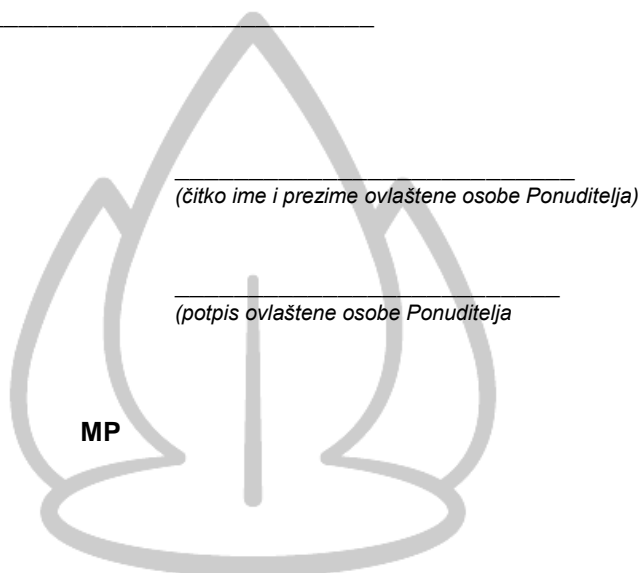 (čitko ime i prezime ovlaštene osobe Ponuditelja)
(potpis ovlaštene osobe Ponuditelja
MP